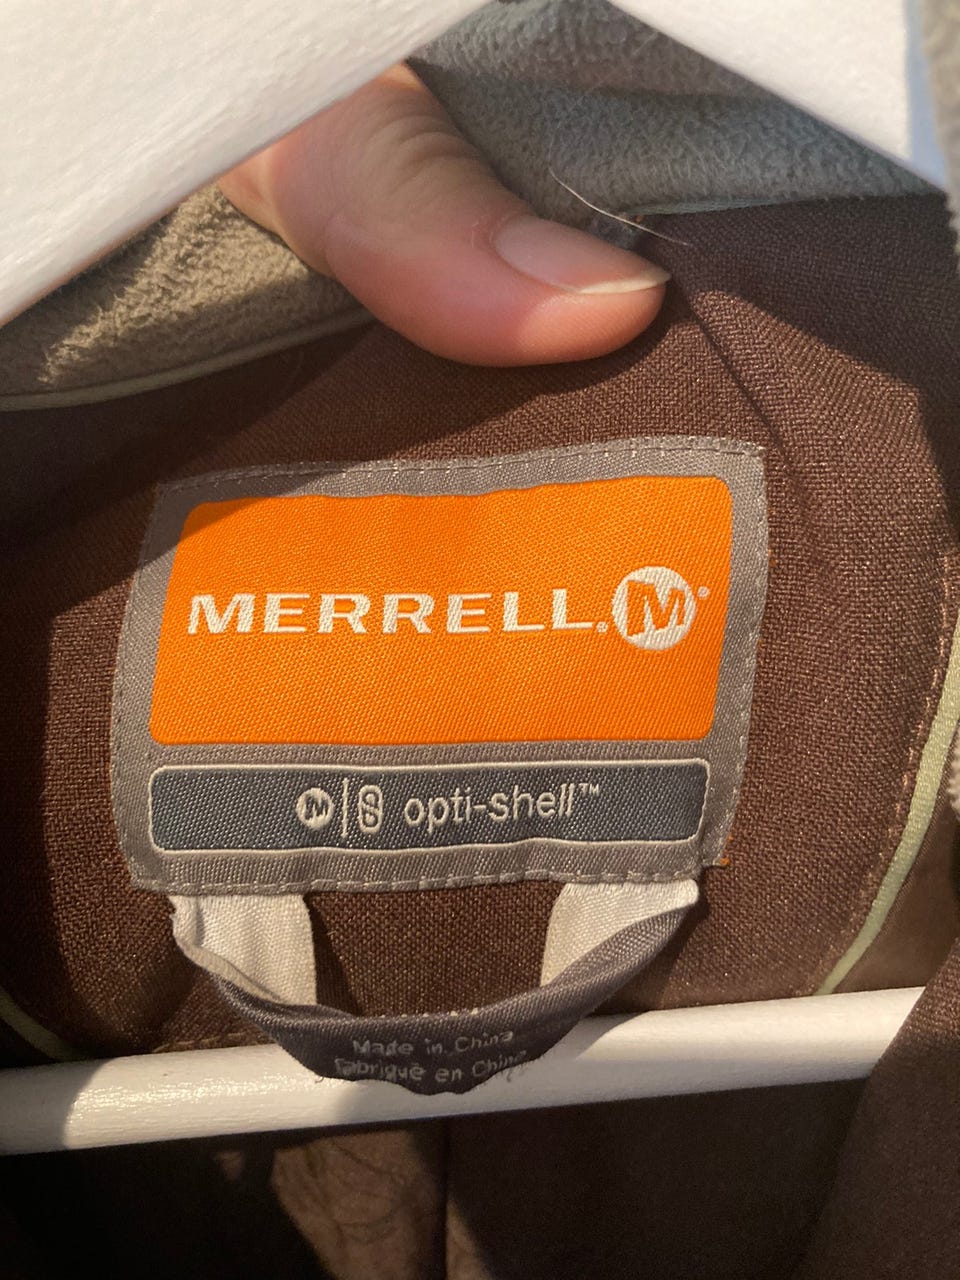 MERRELL. M®
M | opti-shell™
Made in China
Fabriqué en Chine